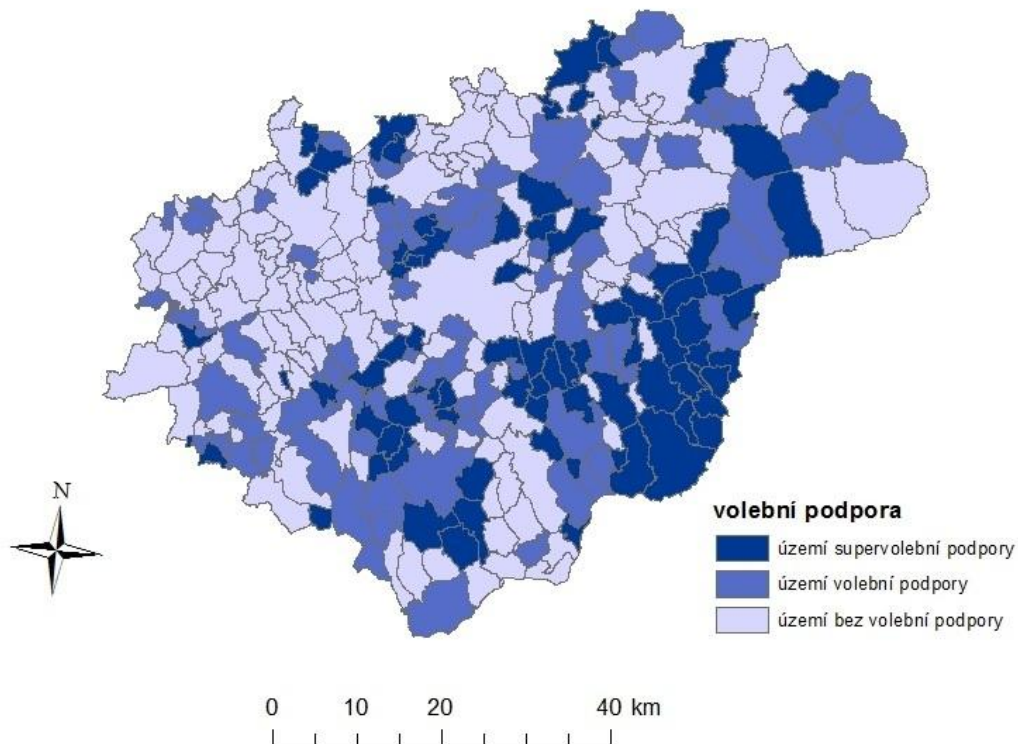 N
volební podpora
území supervolební podpory
území volební podpory
území bez volební podpory
0 10 20 40 km